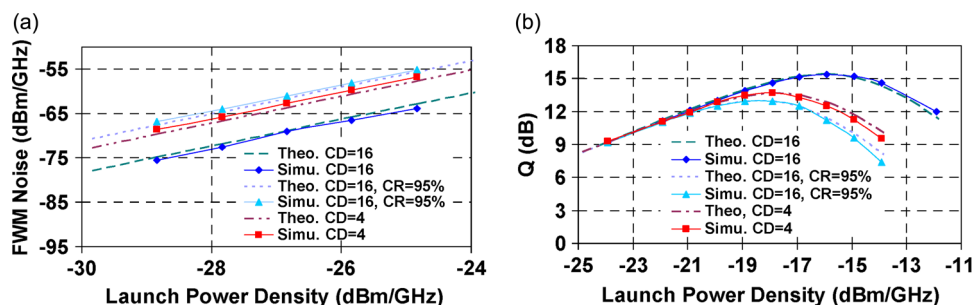 (a)
FWM Noise (dBm/GHz)
-55
-65
-75
-85
-95
Theo. CD=16
Simu. CD=16
Theo. CD=16, CR=95%
Simu. CD=16, CR=95%
Theo. CD=4
Simu. CD=4
-30
-28
-26
-24
Launch Power Density (dBm/GHz)
(b)
Q (dB)
18
15
12
9
6
3
0
Theo. CD=16
Simu. CD=16
Theo. CD=16, CR=95%
Simu. CD=16, CR=95%
Theo, CD=4
Simu. CD=4
-25
-23
-21
-19
-17
-15
-13
-11
Launch Power Density (dBm/GHz)